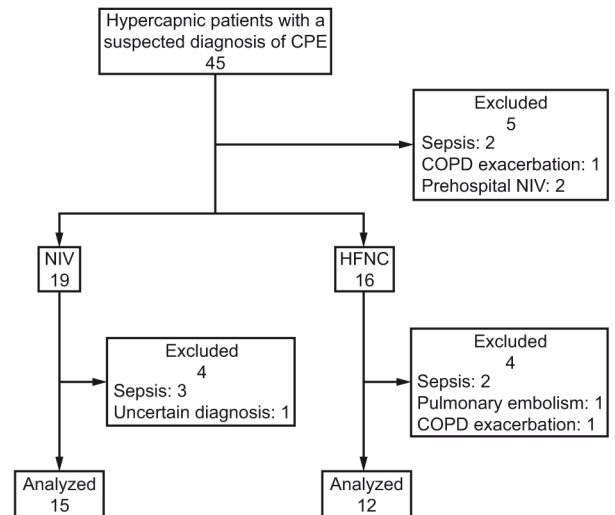 Hypercapnic patients with a
suspected diagnosis of CPE
45
Excluded
5
Sepsis: 2
COPD exacerbation: 1
Prehospital NIV: 2
NIV
19
HFNC
16
Excluded
4
Sepsis: 3
Uncertain diagnosis: 1
Excluded
4
Sepsis: 2
Pulmonary embolism: 1
COPD exacerbation: 1
Analyzed
15
Analyzed
12